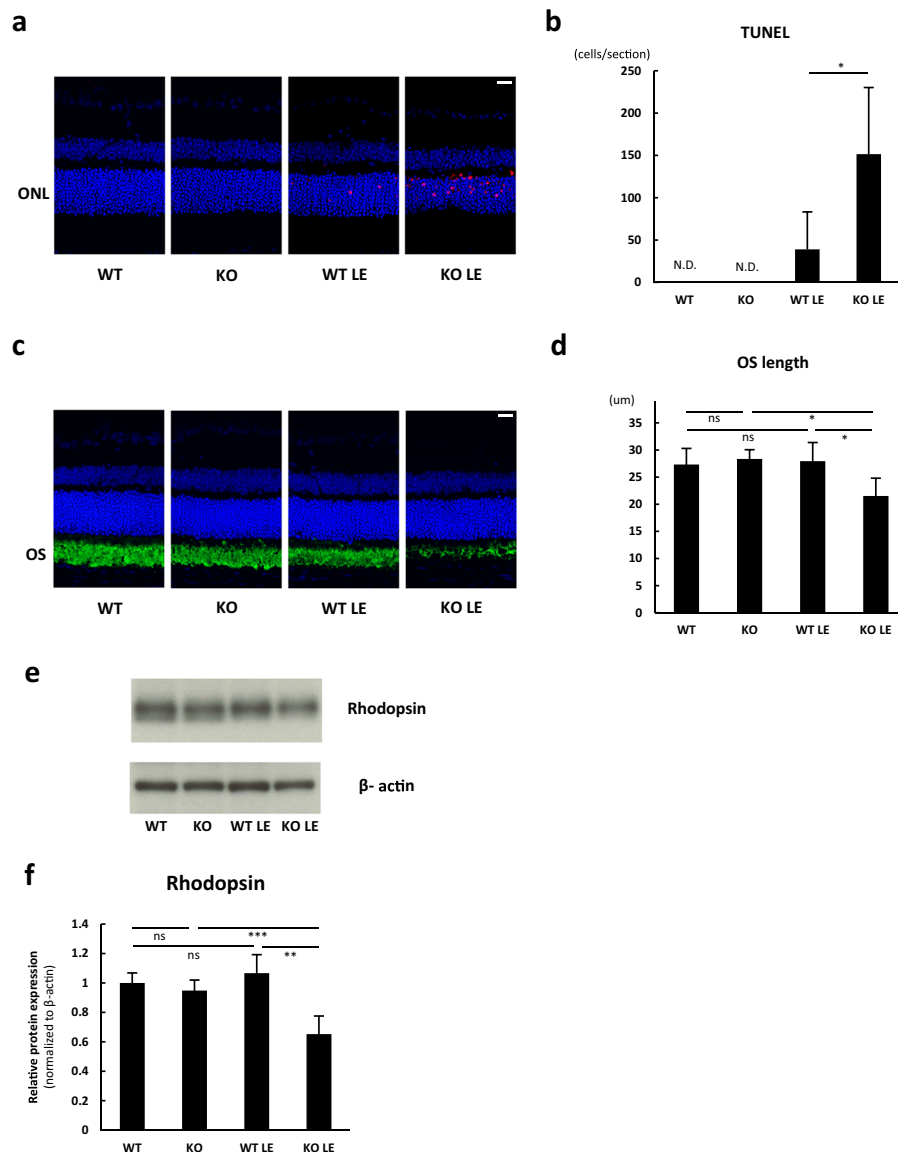 a
ONL
WT
KO
WT LE
KO LE
b
TUNEL
(cells/section)
250
200
150
100
50
0
*
N.D.
N.D.
WT
KO
WT LE
KO LE
c
OS
WT
KO
WT LE
KO LE
d
OS length
(um)
35
30
25
20
15
10
5
0
ns
*
ns
*
WT
KO
WT LE
KO LE
e
Rhodopsin
β- actin
WT
KO
WT LE
KO LE
f
Rhodopsin
Relative protein expression
(normalized to β-actin)
1.4
1.2
1
0.8
0.6
0.4
0.2
0
ns
***
ns
**
WT
KO
WT LE
KO LE